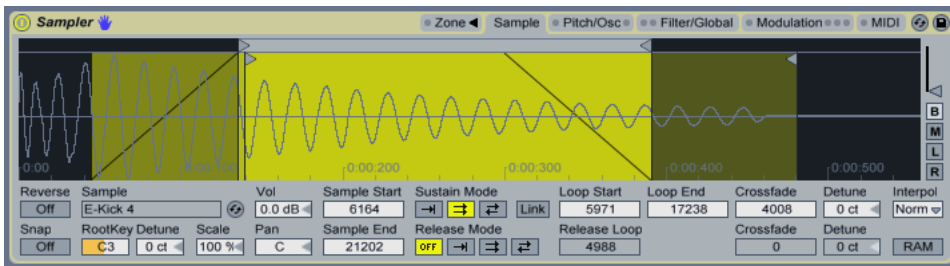 Sampler Zone Sample Pitch/Osc Filter/Global Modulation MIDI
B
M
L
R
0:00 0:00:200 0:00:300 0:00:400 0:00:500
Reverse Sample Vol Sample Start Sustain Mode Loop Start Loop End Crossfade Detune Interpol
Off E-Kick 4 0.0 dB 6164 Link 5971 17238 4008 0 ct Norm
Snap RootKey Detune Scale Pan Sample End Release Mode Release Loop Crossfade Detune
Off C3 0 ct 100 % C 21202 OFF 4988 0 0 ct RAM